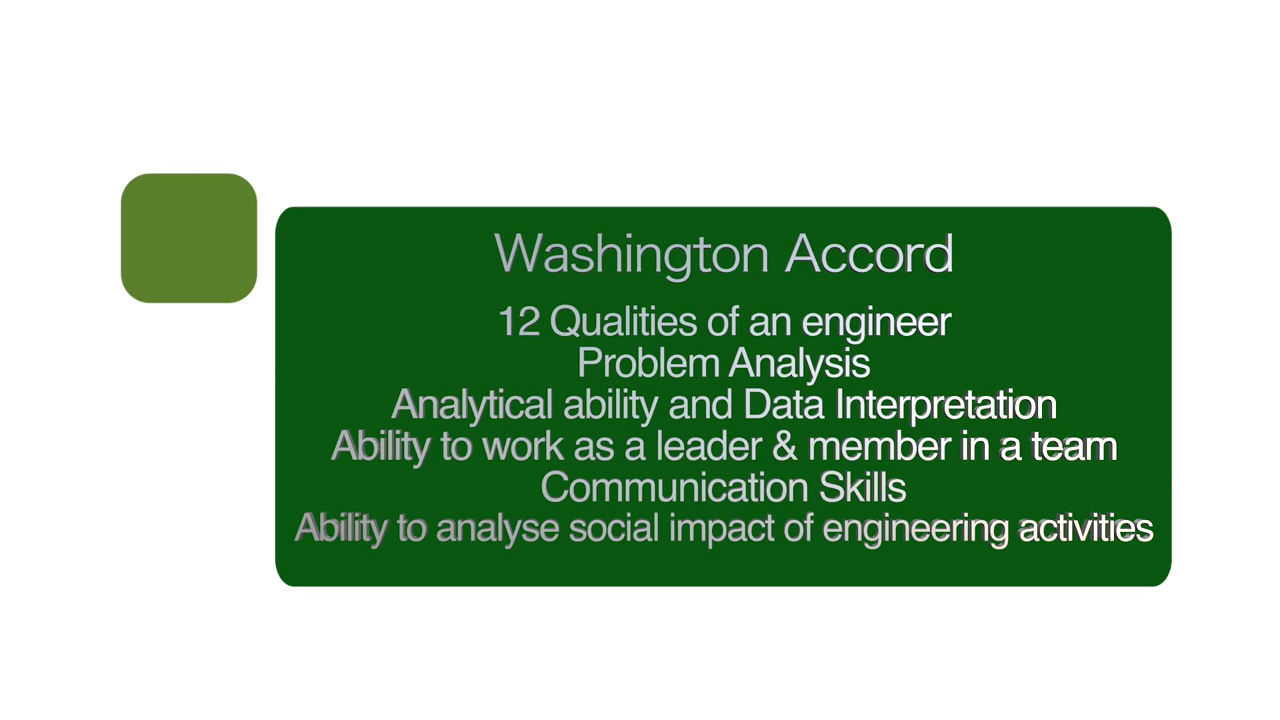 Washington Accord
12 Qualities of an engineer
Problem Analysis
Analytical ability and Data Interpretation
Ability to work as a leader & member in a team
Communication Skills
Ability to analyse social impact of engineering activities